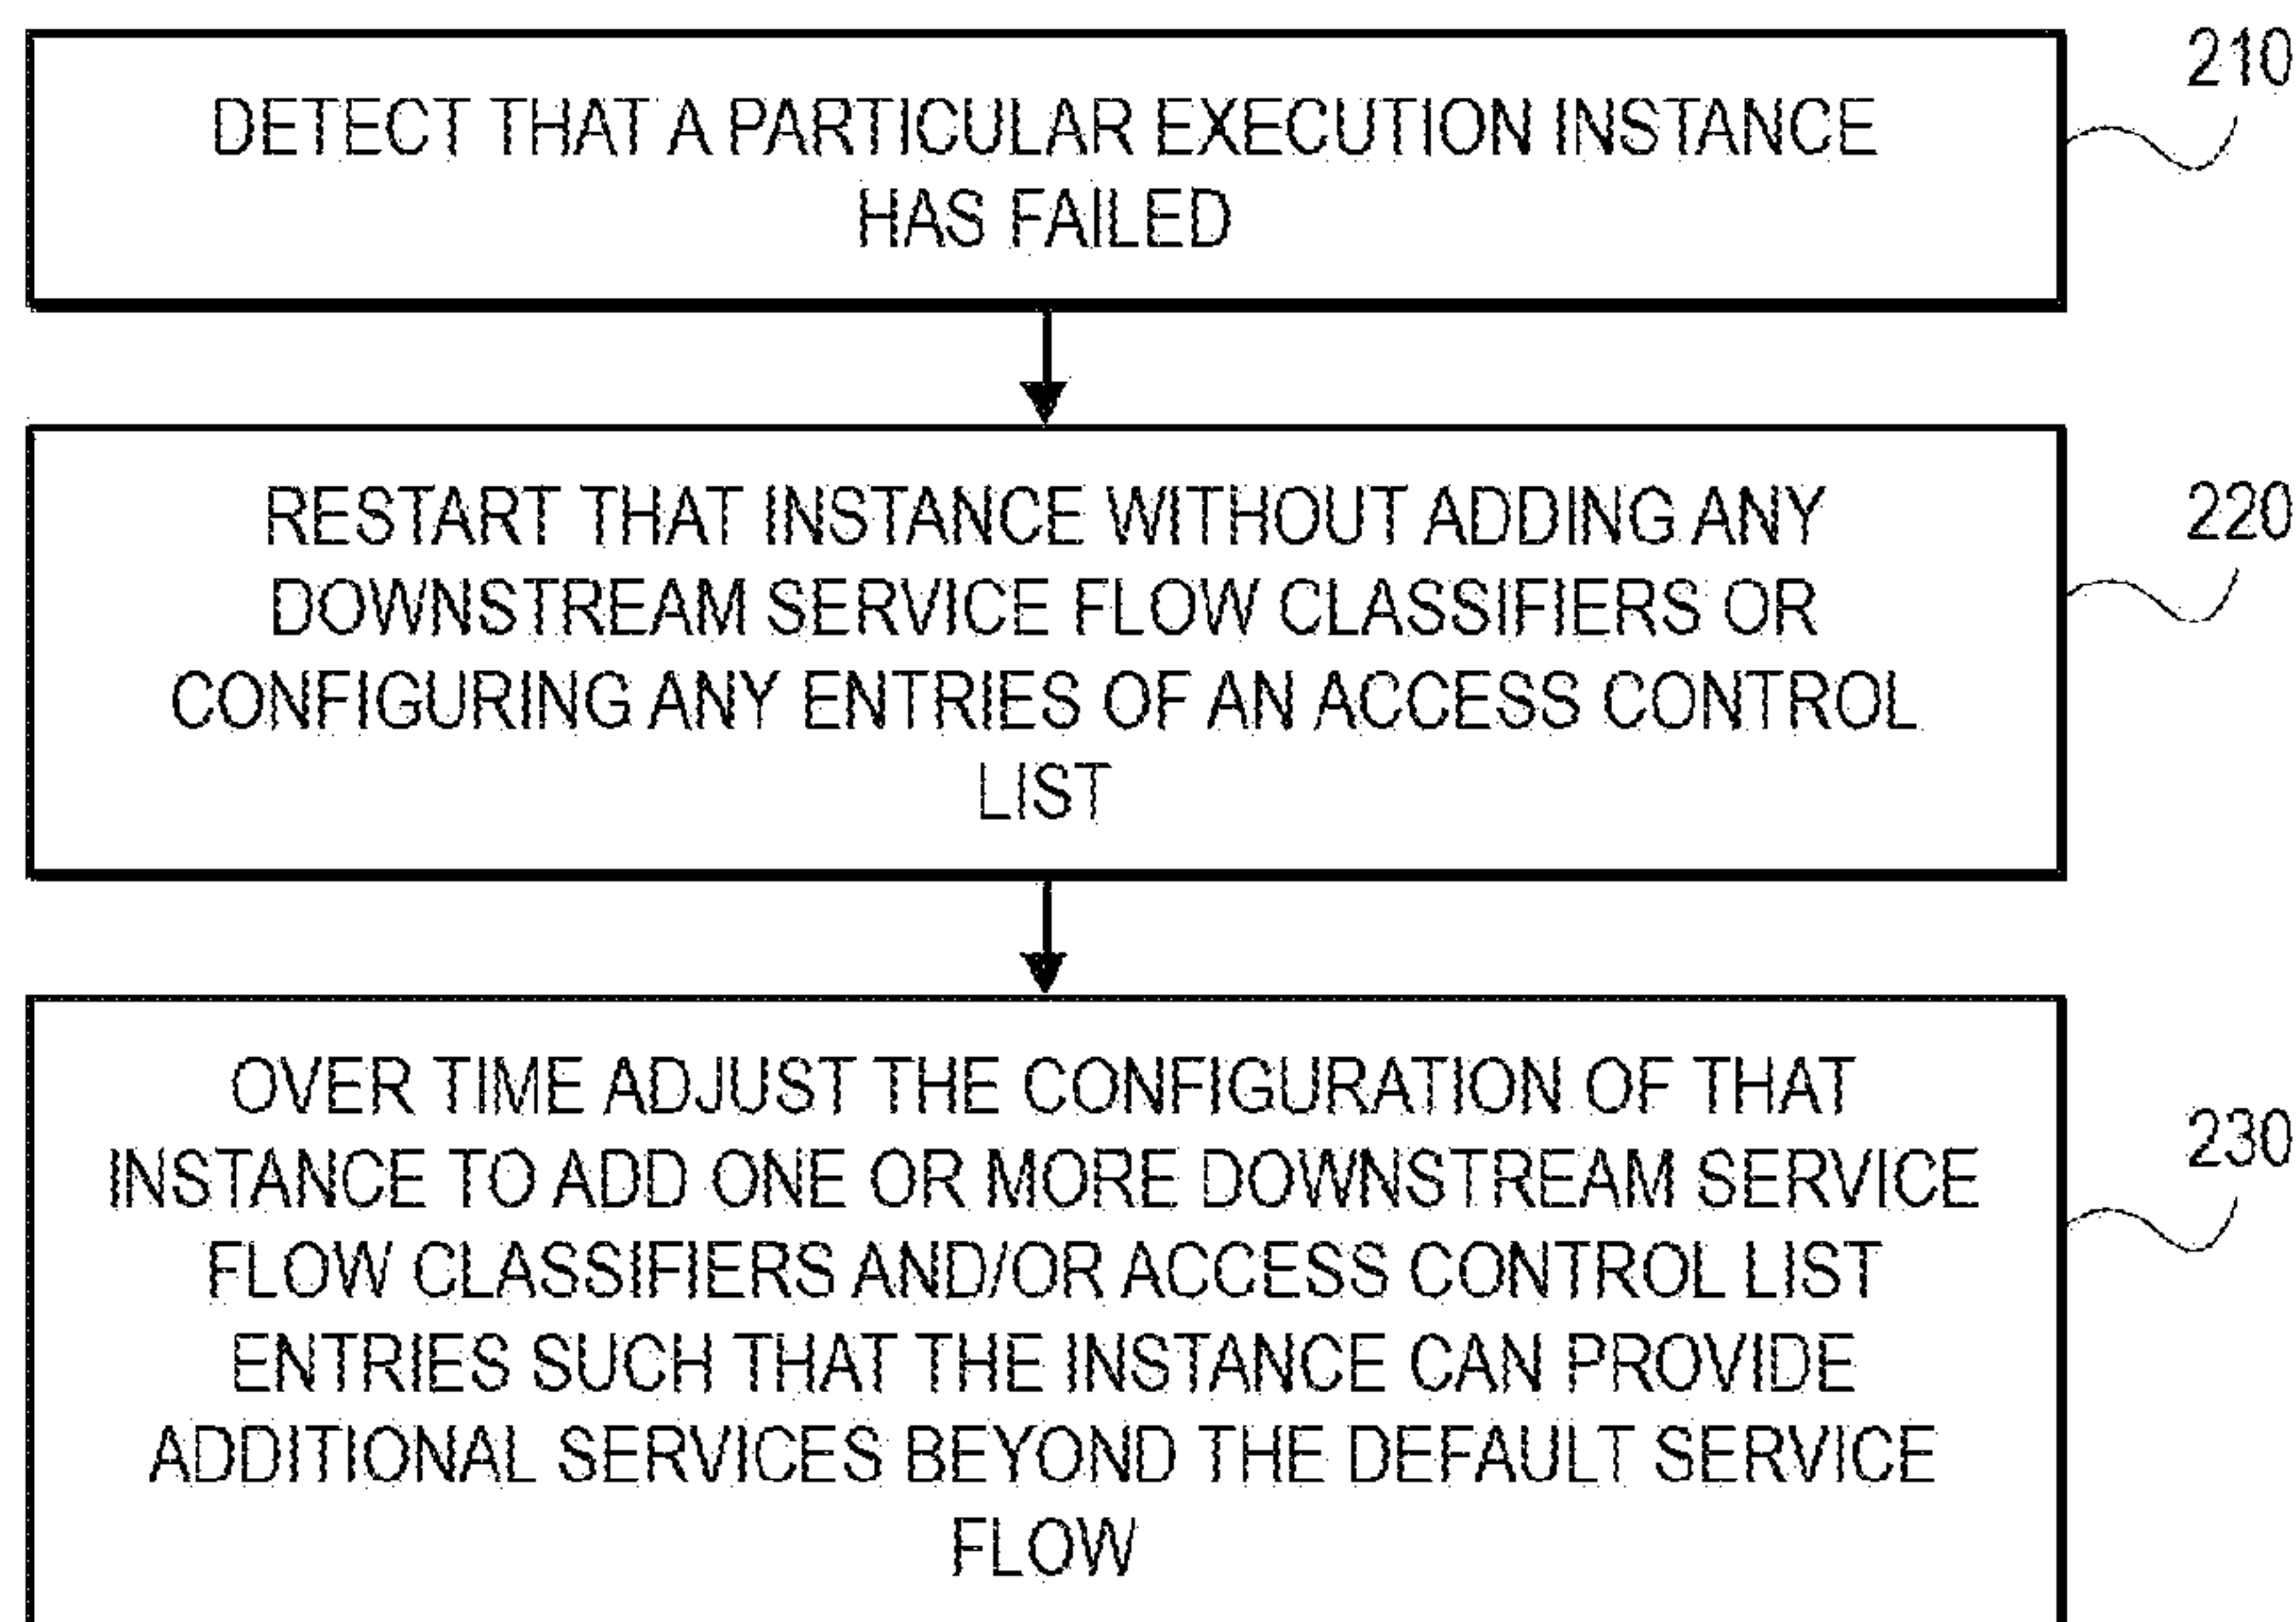 210
DETECT THAT A PARTICULAR EXECUTION INSTANCE
HAS FAILED
220
RESTART THAT INSTANCE WITHOUT ADDING ANY
DOWNSTREAM SERVICE FLOW CLASSIFIERS OR
CONFIGURING ANY ENTRIES OF AN ACCESS CONTROL
LIST
230
OVER TIME ADJUST THE CONFIGURATION OF THAT
INSTANCE TO ADD ONE OR MORE DOWNSTREAM SERVICE
FLOW CLASSIFIERS AND/OR ACCESS CONTROL LIST
ENTRIES SUCH THAT THE INSTANCE CAN PROVIDE
ADDITIONAL SERVICES BEYOND THE DEFAULT SERVICE
FLOW